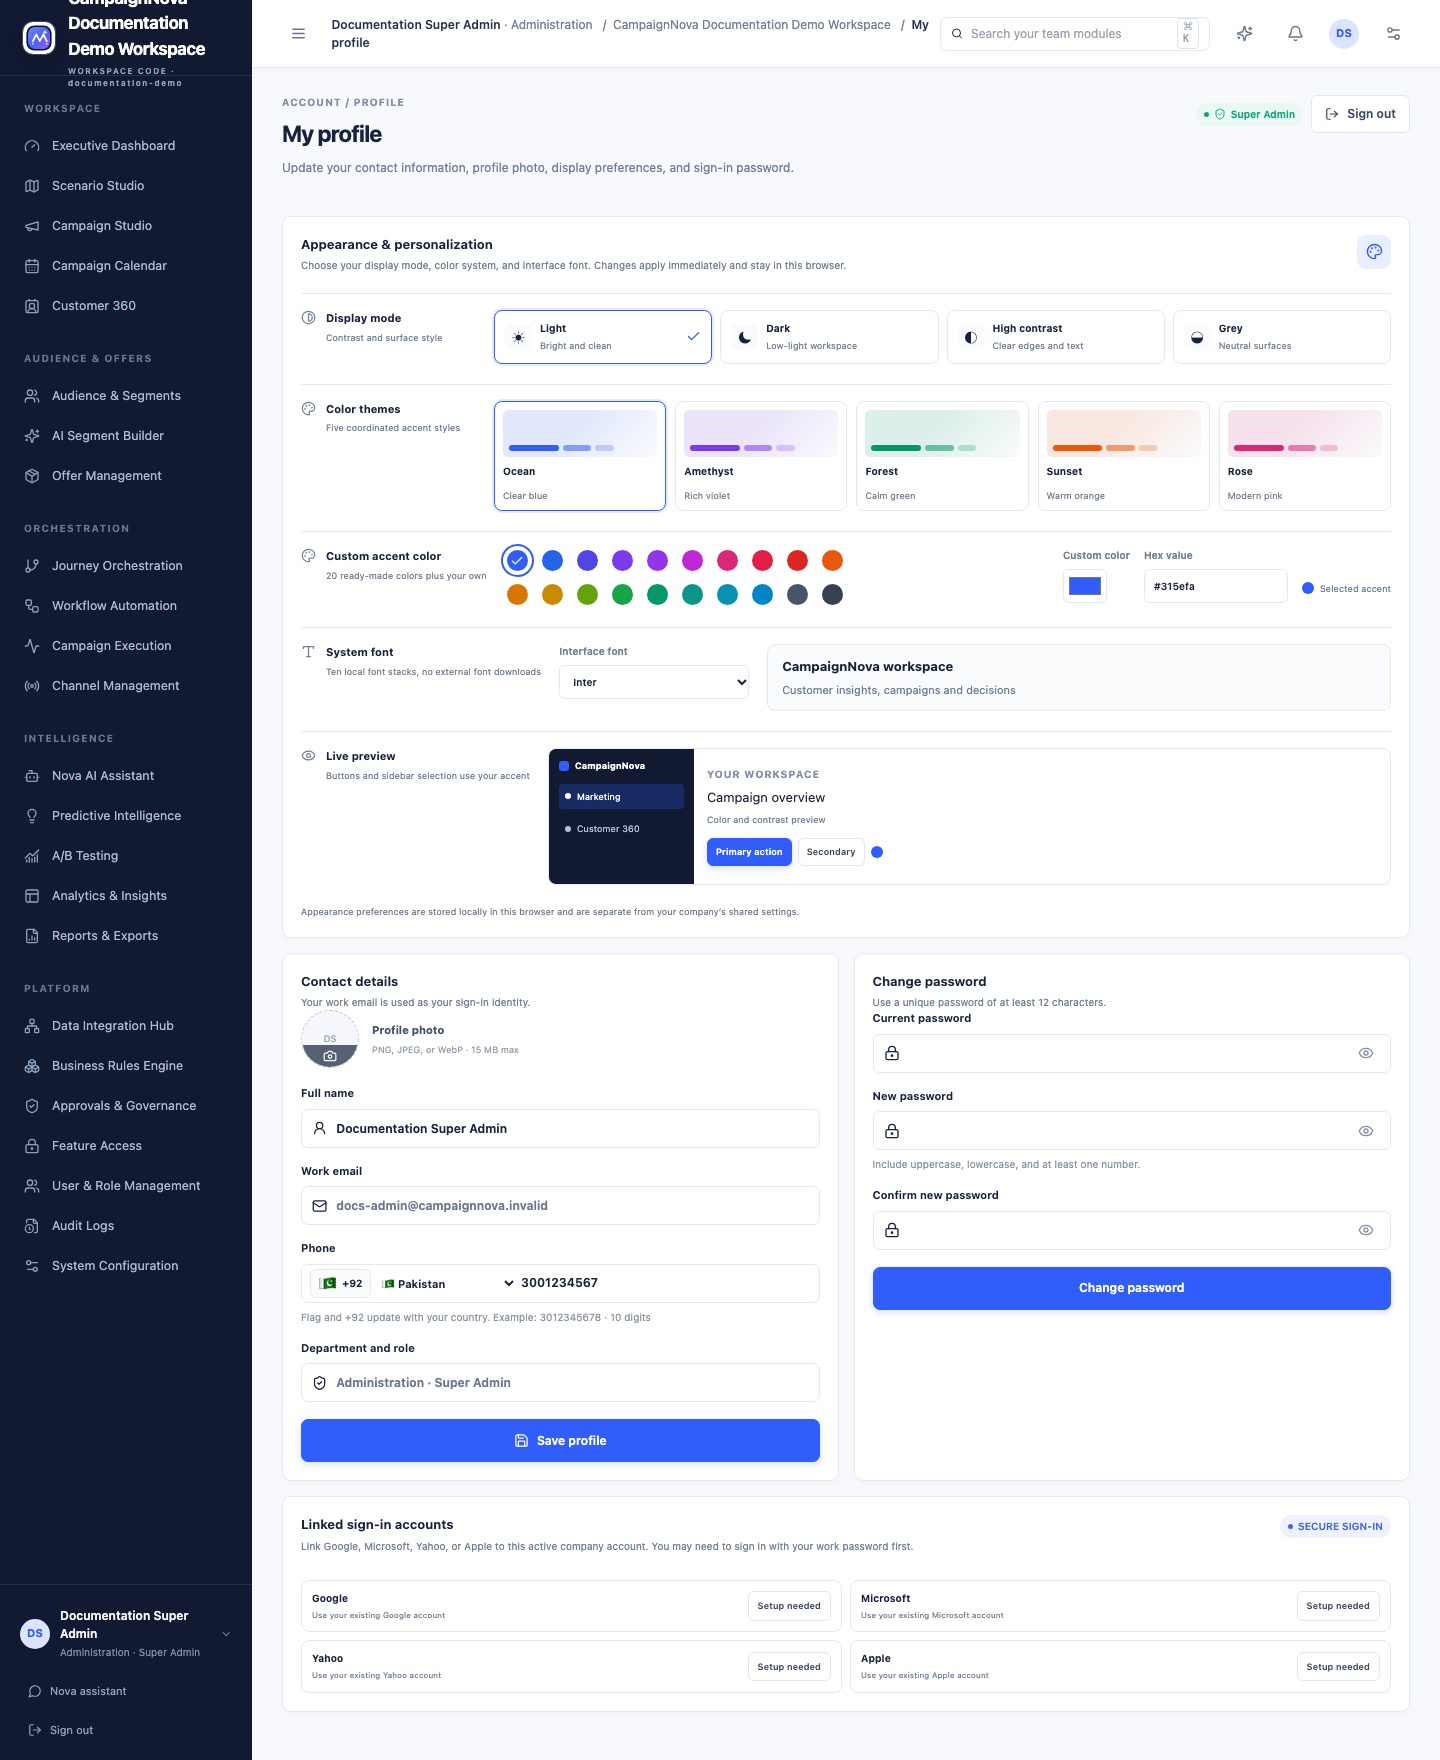 CampaignNova
Documentation
Demo Workspace
WORKSPACE CODE ·
documentation-demo
WORKSPACE
Executive Dashboard
Scenario Studio
Campaign Studio
Campaign Calendar
Customer 360
AUDIENCE & OFFERS
Audience & Segments
AI Segment Builder
Offer Management
ORCHESTRATION
Journey Orchestration
Workflow Automation
Campaign Execution
Channel Management
INTELLIGENCE
Nova AI Assistant
Predictive Intelligence
A/B Testing
Analytics & Insights
Reports & Exports
PLATFORM
Data Integration Hub
Business Rules Engine
Approvals & Governance
Feature Access
User & Role Management
Audit Logs
System Configuration
DS
Documentation Super
Admin
Administration · Super Admin
Nova assistant
Sign out
Documentation Super Admin · Administration / CampaignNova Documentation Demo Workspace / My
profile
Search your team modules
⌘
K
DS
ACCOUNT / PROFILE
My profile
Update your contact information, profile photo, display preferences, and sign-in password.
Super Admin
Sign out
Appearance & personalization
Choose your display mode, color system, and interface font. Changes apply immediately and stay in this browser.
Display mode
Contrast and surface style
Light
Bright and clean
Dark
Low-light workspace
High contrast
Clear edges and text
Grey
Neutral surfaces
Color themes
Five coordinated accent styles
Ocean
Clear blue
Amethyst
Rich violet
Forest
Calm green
Sunset
Warm orange
Rose
Modern pink
Custom accent color
20 ready-made colors plus your own
Custom color
Hex value
#315efa
Selected accent
System font
Ten local font stacks, no external font downloads
Interface font
Inter
CampaignNova workspace
Customer insights, campaigns and decisions
Live preview
Buttons and sidebar selection use your accent
CampaignNova
Marketing
Customer 360
YOUR WORKSPACE
Campaign overview
Color and contrast preview
Primary action
Secondary
Appearance preferences are stored locally in this browser and are separate from your company's shared settings.
Contact details
Your work email is used as your sign-in identity.
DS
Profile photo
PNG, JPEG, or WebP · 15 MB max
Full name
Documentation Super Admin
Work email
docs-admin@campaignnova.invalid
Phone
🇵🇰 +92
🇵🇰 Pakistan
3001234567
Flag and +92 update with your country. Example: 3012345678 · 10 digits
Department and role
Administration · Super Admin
Save profile
Change password
Use a unique password of at least 12 characters.
Current password
New password
Include uppercase, lowercase, and at least one number.
Confirm new password
Change password
Linked sign-in accounts
Link Google, Microsoft, Yahoo, or Apple to this active company account. You may need to sign in with your work password first.
SECURE SIGN-IN
Google
Use your existing Google account
Setup needed
Microsoft
Use your existing Microsoft account
Setup needed
Yahoo
Use your existing Yahoo account
Setup needed
Apple
Use your existing Apple account
Setup needed